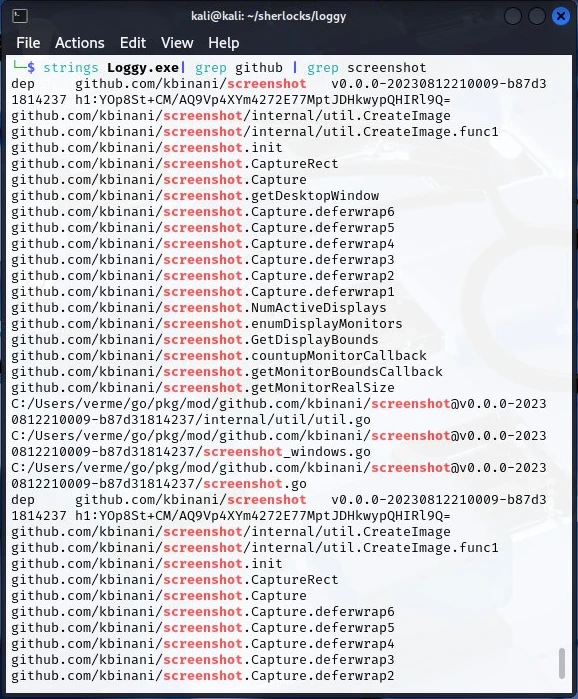 kali@kali: ~/sherlocks/loggy
File Actions Edit View Help
└─$ strings Loggy.exe| grep github | grep screenshot
dep     github.com/kbinani/screenshot   v0.0.0-20230812210009-b87d3
1814237 h1:YOp8St+CM/AQ9Vp4XYm4272E77MptJDHkwypQHIRl9Q=
github.com/kbinani/screenshot/internal/util.CreateImage
github.com/kbinani/screenshot/internal/util.CreateImage.func1
github.com/kbinani/screenshot.init
github.com/kbinani/screenshot.CaptureRect
github.com/kbinani/screenshot.Capture
github.com/kbinani/screenshot.getDesktopWindow
github.com/kbinani/screenshot.Capture.deferwrap6
github.com/kbinani/screenshot.Capture.deferwrap5
github.com/kbinani/screenshot.Capture.deferwrap4
github.com/kbinani/screenshot.Capture.deferwrap3
github.com/kbinani/screenshot.Capture.deferwrap2
github.com/kbinani/screenshot.Capture.deferwrap1
github.com/kbinani/screenshot.NumActiveDisplays
github.com/kbinani/screenshot.enumDisplayMonitors
github.com/kbinani/screenshot.GetDisplayBounds
github.com/kbinani/screenshot.countupMonitorCallback
github.com/kbinani/screenshot.getMonitorBoundsCallback
github.com/kbinani/screenshot.getMonitorRealSize
C:/Users/verme/go/pkg/mod/github.com/kbinani/screenshot@v0.0.0-2023
0812210009-b87d31814237/internal/util/util.go
C:/Users/verme/go/pkg/mod/github.com/kbinani/screenshot@v0.0.0-2023
0812210009-b87d31814237/screenshot_windows.go
C:/Users/verme/go/pkg/mod/github.com/kbinani/screenshot@v0.0.0-2023
0812210009-b87d31814237/screenshot.go
dep     github.com/kbinani/screenshot   v0.0.0-20230812210009-b87d3
1814237 h1:YOp8St+CM/AQ9Vp4XYm4272E77MptJDHkwypQHIRl9Q=
github.com/kbinani/screenshot/internal/util.CreateImage
github.com/kbinani/screenshot/internal/util.CreateImage.func1
github.com/kbinani/screenshot.init
github.com/kbinani/screenshot.CaptureRect
github.com/kbinani/screenshot.Capture
github.com/kbinani/screenshot.Capture.deferwrap6
github.com/kbinani/screenshot.Capture.deferwrap5
github.com/kbinani/screenshot.Capture.deferwrap4
github.com/kbinani/screenshot.Capture.deferwrap3
github.com/kbinani/screenshot.Capture.deferwrap2